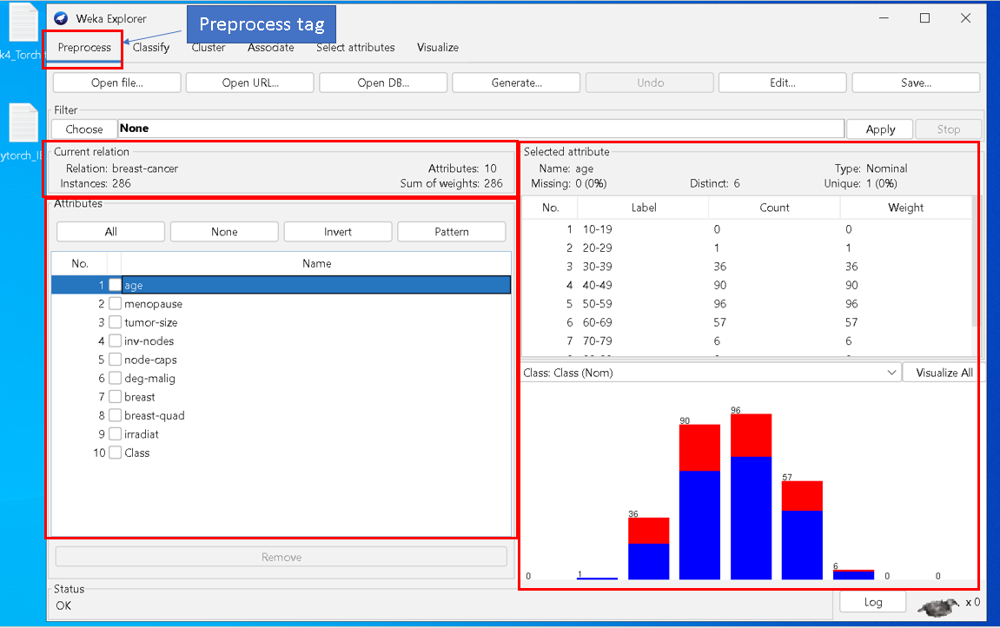 Weka Explorer
Preprocess tag
Preprocess Classify Cluster Associate Select attributes Visualize
k4_Torch
Open file... Open URL... Open DB... Generate... Undo Edit... Save...
Filter
Choose None Apply Stop
Current relation
Relation: breast-cancer Attributes: 10
Instances: 286 Sum of weights: 286
Selected attribute
Name: age Type: Nominal
Missing: 0 (0%) Distinct: 6 Unique: 1 (0%)
Attributes
All None Invert Pattern
No. Name
1 age
2 menopause
3 tumor-size
4 inv-nodes
5 node-caps
6 deg-malig
7 breast
8 breast-quad
9 irradiat
10 Class
Remove
No. Label Count Weight
1 10-19 0 0
2 20-29 1 1
3 30-39 36 36
4 40-49 90 90
5 50-59 96 96
6 60-69 57 57
7 70-79 6 6
Class: Class (Nom) Visualize All
0 1 36 90 96 57 6 0 0
Status
OK
Log x 0